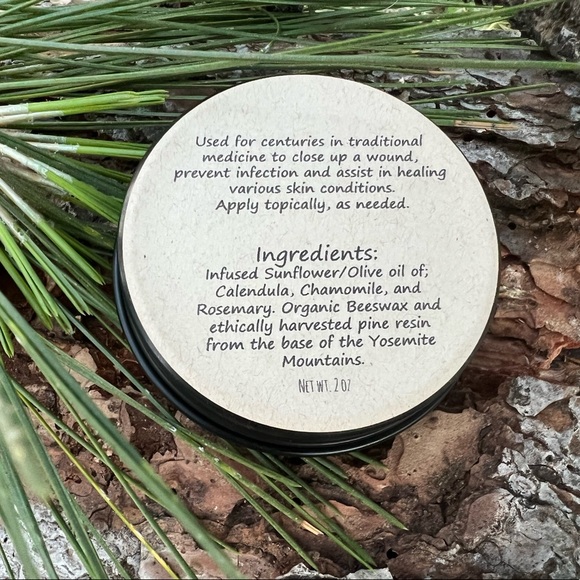 Used for centuries in traditional
medicine to close up a wound,
prevent infection and assist in healing
various skin conditions.
Apply topically, as needed.
Ingredients:
Infused Sunflower/Olive oil of;
Calendula, Chamomile, and
Rosemary. Organic Beeswax and
ethically harvested pine resin
from the base of the Yosemite
Mountains.
NET WT. 2 OZ